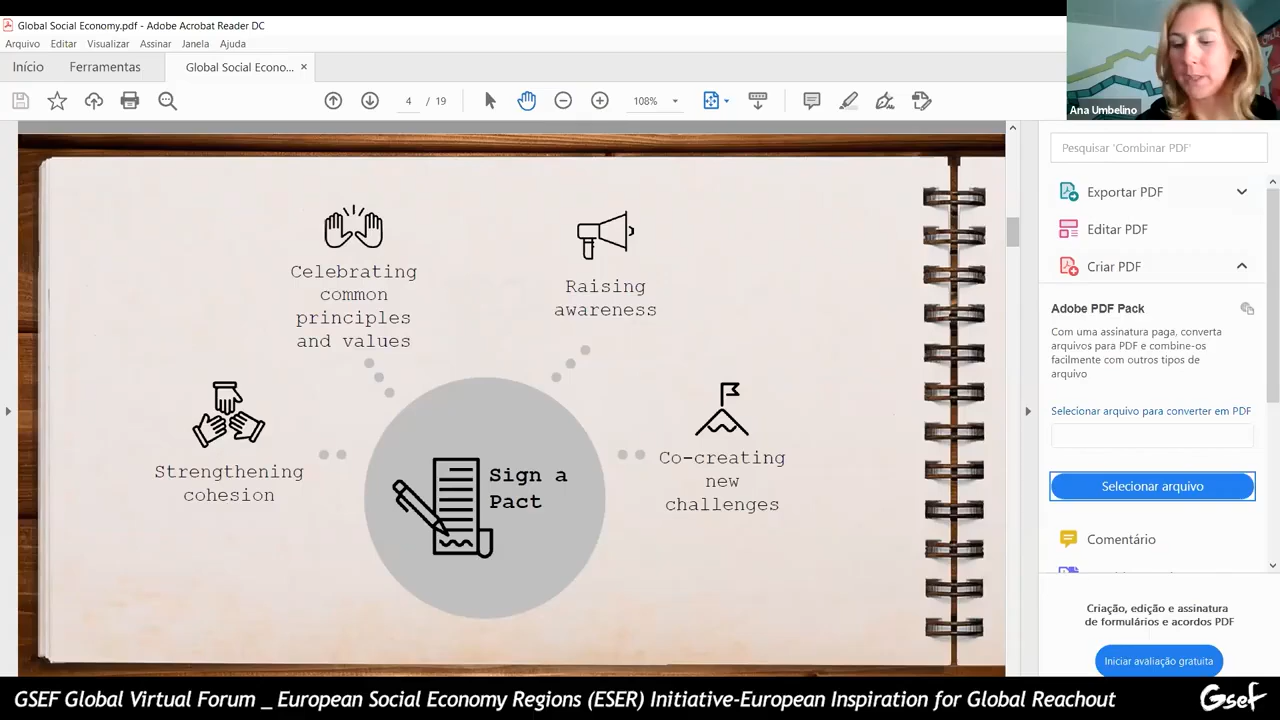 Global Social Economy.pdf - Adobe Acrobat Reader DC
Arquivo Editar Visualizar Assinar Janela Ajuda
Início Ferramentas Global Social Econo... ×
4 / 19 108%
Ana Umbelino
Celebrating
common
principles
and values
Raising
awareness
Strengthening
cohesion
Sign a
Pact
Co-creating
new
challenges
Pesquisar 'Combinar PDF'
Exportar PDF
Editar PDF
Criar PDF
Adobe PDF Pack
Com uma assinatura paga, converta
arquivos para PDF e combine-os
facilmente com outros tipos de
arquivo
Selecionar arquivo para converter em PDF
Selecionar arquivo
Comentário
Criação, edição e assinatura
de formulários e acordos PDF
Iniciar avaliação gratuita
GSEF Global Virtual Forum _ European Social Economy Regions (ESER) Initiative-European Inspiration for Global Reachout
Gsef